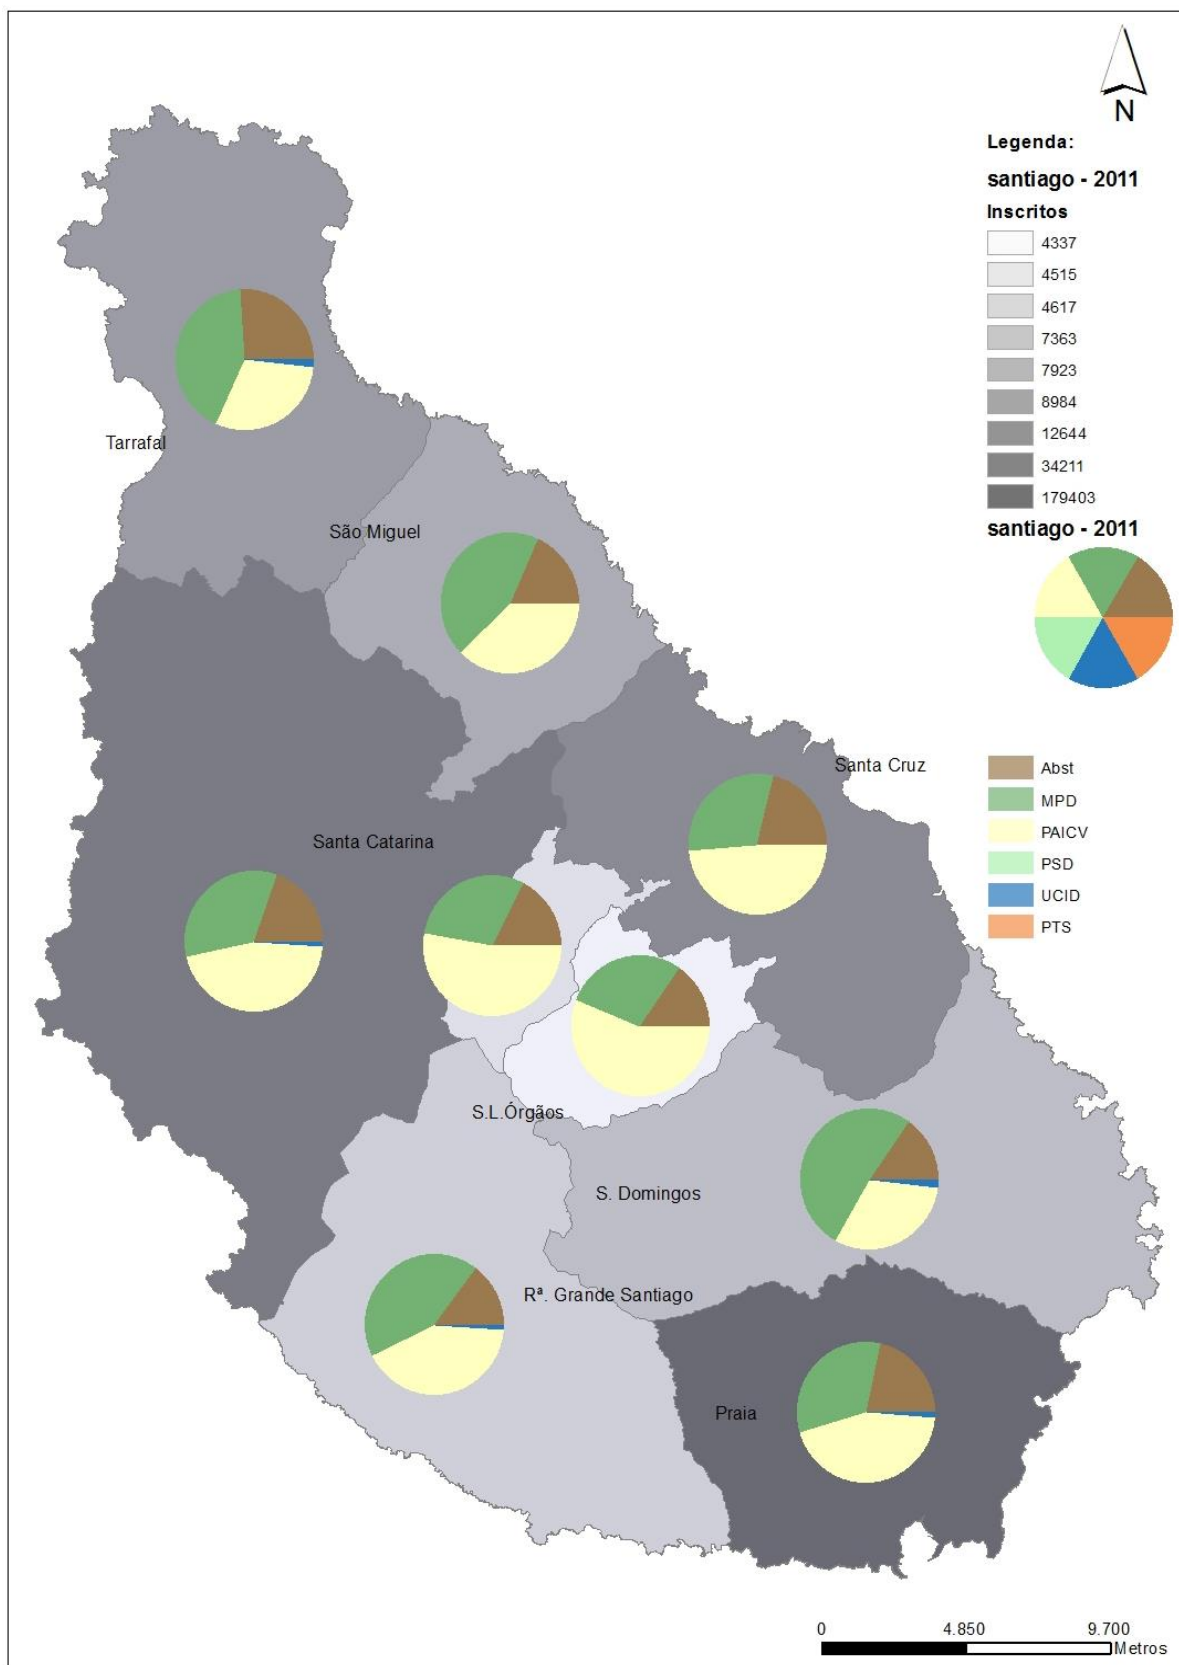 N
Legenda:
santiago - 2011
Inscritos
4337
4515
4617
7363
7923
8984
12644
34211
179403
santiago - 2011
Abst
MPD
PAICV
PSD
UCID
PTS
Tarrafal
São Miguel
Santa Cruz
Santa Catarina
S.L.Órgãos
S. Domingos
Rª. Grande Santiago
Praia
0 4.850 9.700
Metros